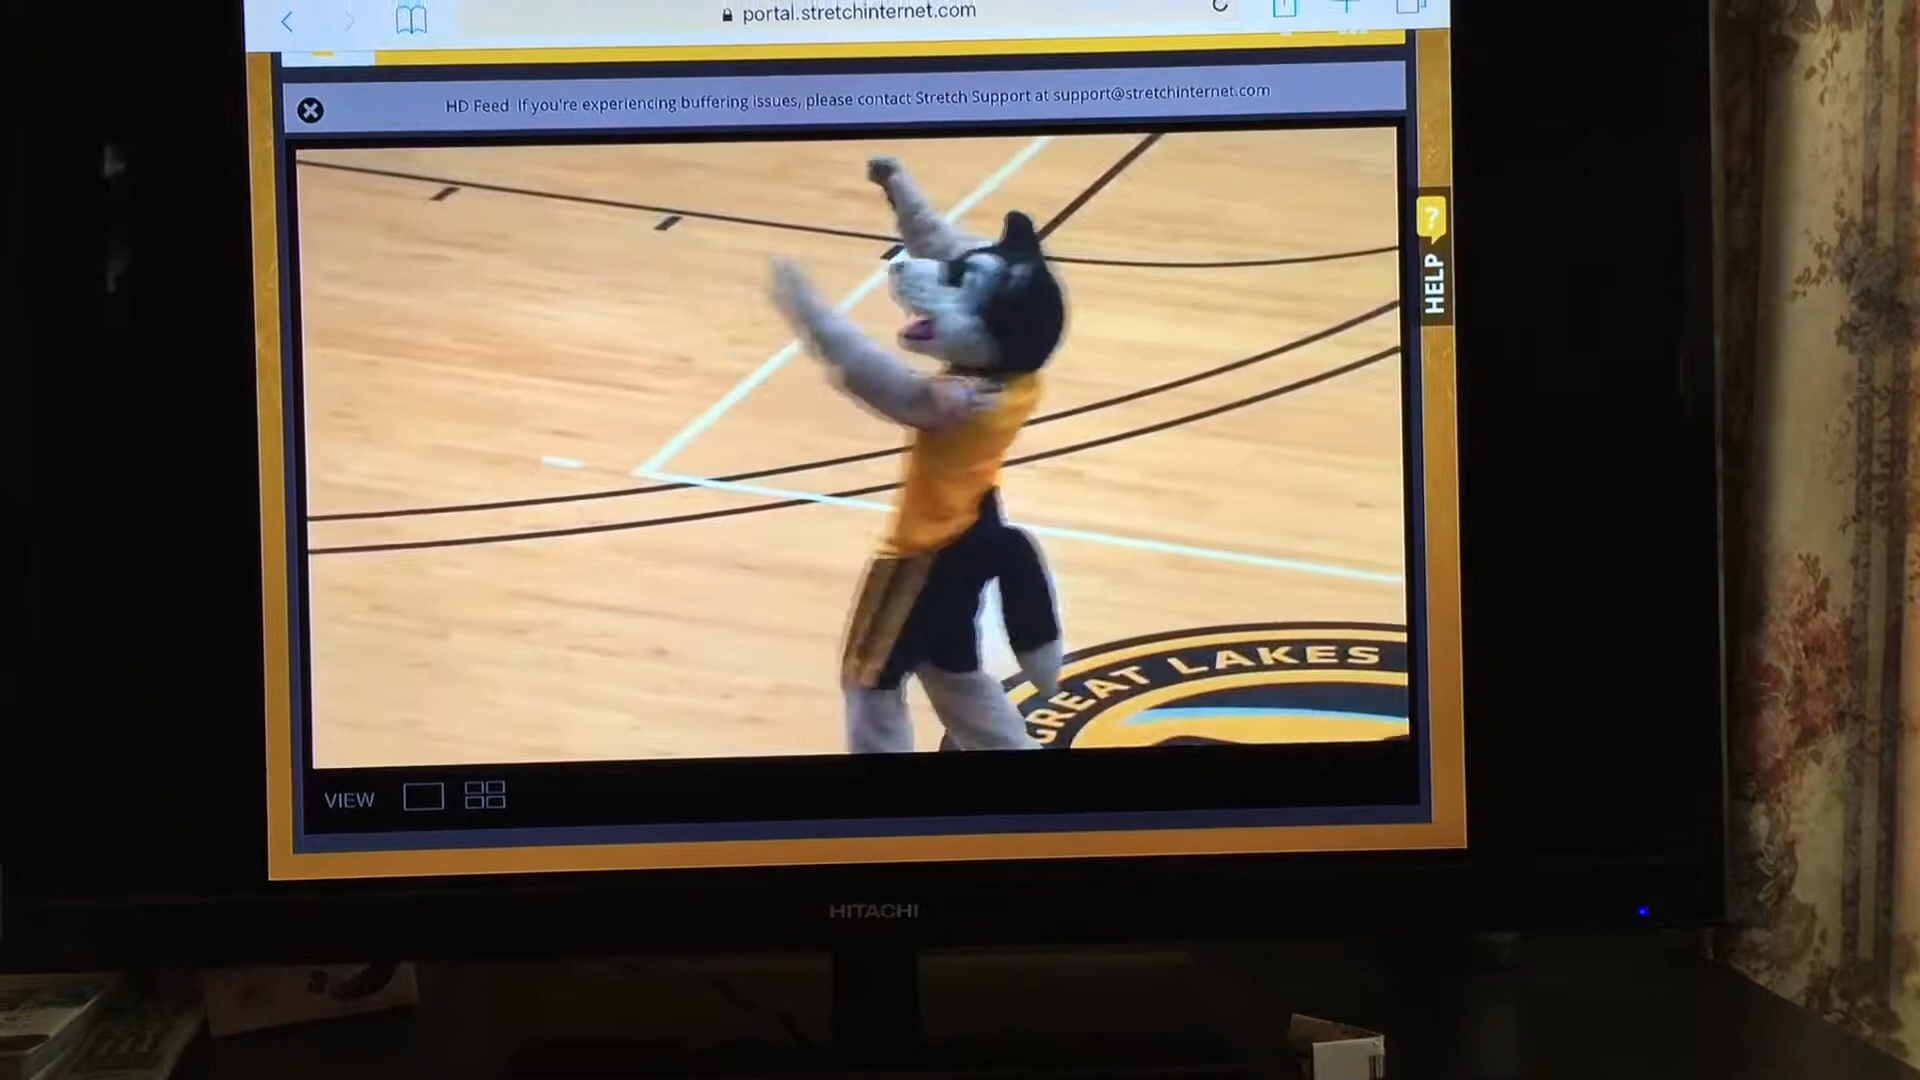 portal.stretchinternet.com
HD Feed If you're experiencing buffering issues, please contact Stretch Support at support@stretchinternet.com
?
HELP
GREAT LAKES
VIEW
HITACHI